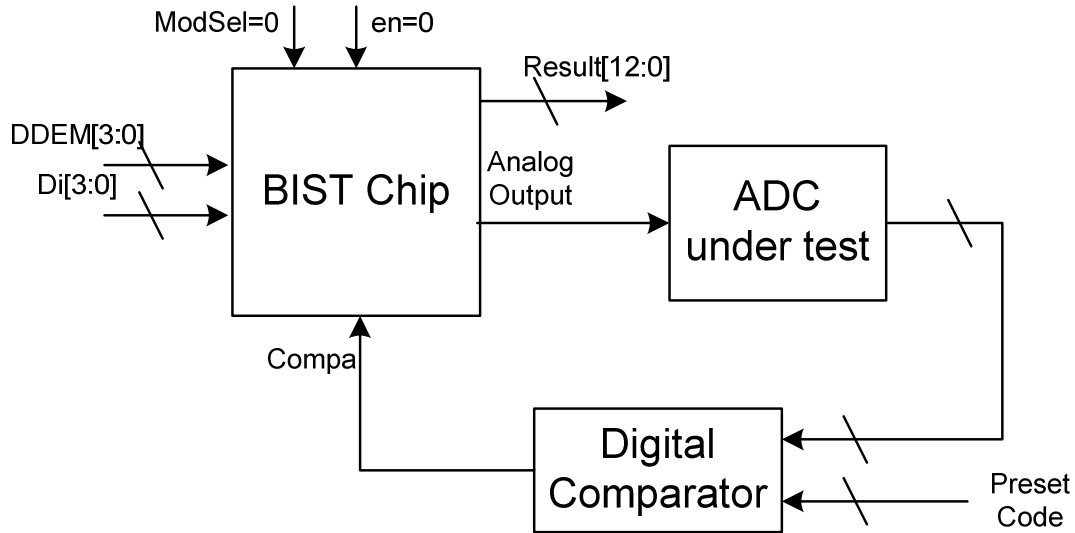 ModSel=0
en=0
Result[12:0]
DDEM[3:0]
Di[3:0]
BIST Chip
Analog
Output
ADC
under test
Compa
Digital
Comparator
Preset
Code